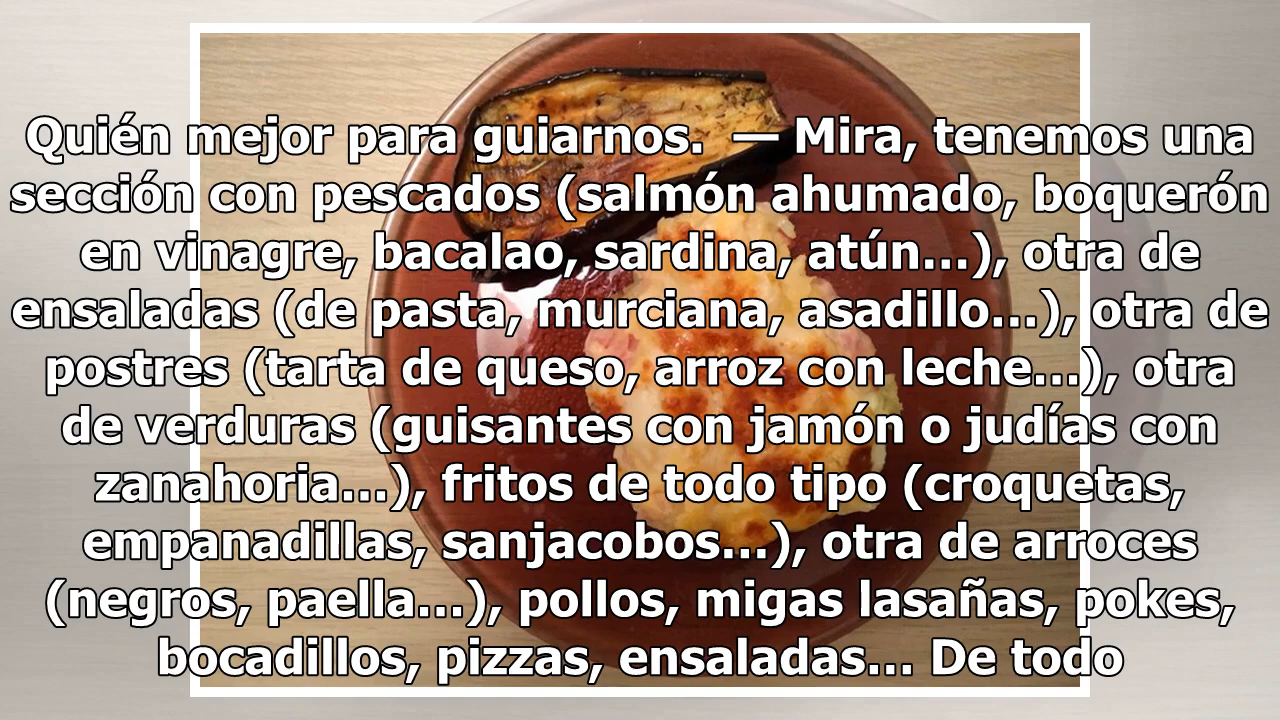 Quién mejor para guiarnos.  — Mira, tenemos una
sección con pescados (salmón ahumado, boquerón
en vinagre, bacalao, sardina, atún...), otra de
ensaladas (de pasta, murciana, asadillo...), otra de
postres (tarta de queso, arroz con leche...), otra
de verduras (guisantes con jamón o judías con
zanahoria...), fritos de todo tipo (croquetas,
empanadillas, sanjacobos...), otra de arroces
(negros, paella...), pollos, migas lasañas, pokes,
bocadillos, pizzas, ensaladas... De todo